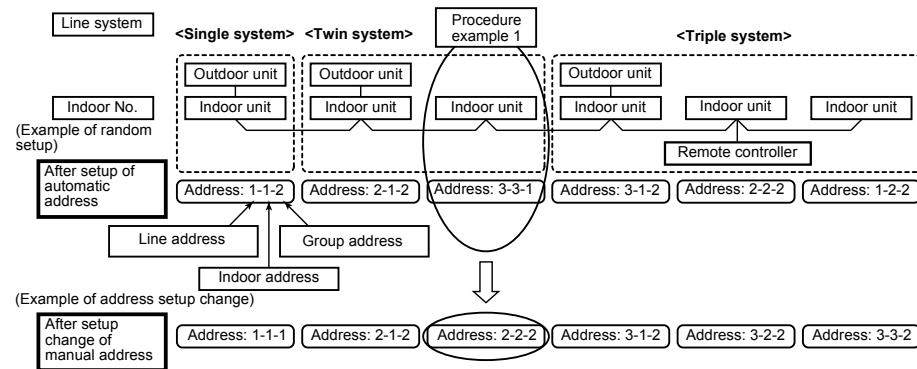 Line system
<Single system>
<Twin system>
Procedure
example 1
<Triple system>
Outdoor unit
Outdoor unit
Outdoor unit
Indoor No.
Indoor unit
Indoor unit
Indoor unit
Indoor unit
Indoor unit
Indoor unit
(Example of random
setup)
Remote controller
After setup of
automatic
address
Address: 1-1-2
Address: 2-1-2
Address: 3-3-1
Address: 3-1-2
Address: 2-2-2
Address: 1-2-2
Line address
Group address
Indoor address
(Example of address setup change)
After setup
change of
manual address
Address: 1-1-1
Address: 2-1-2
Address: 2-2-2
Address: 3-1-2
Address: 3-2-2
Address: 3-3-2